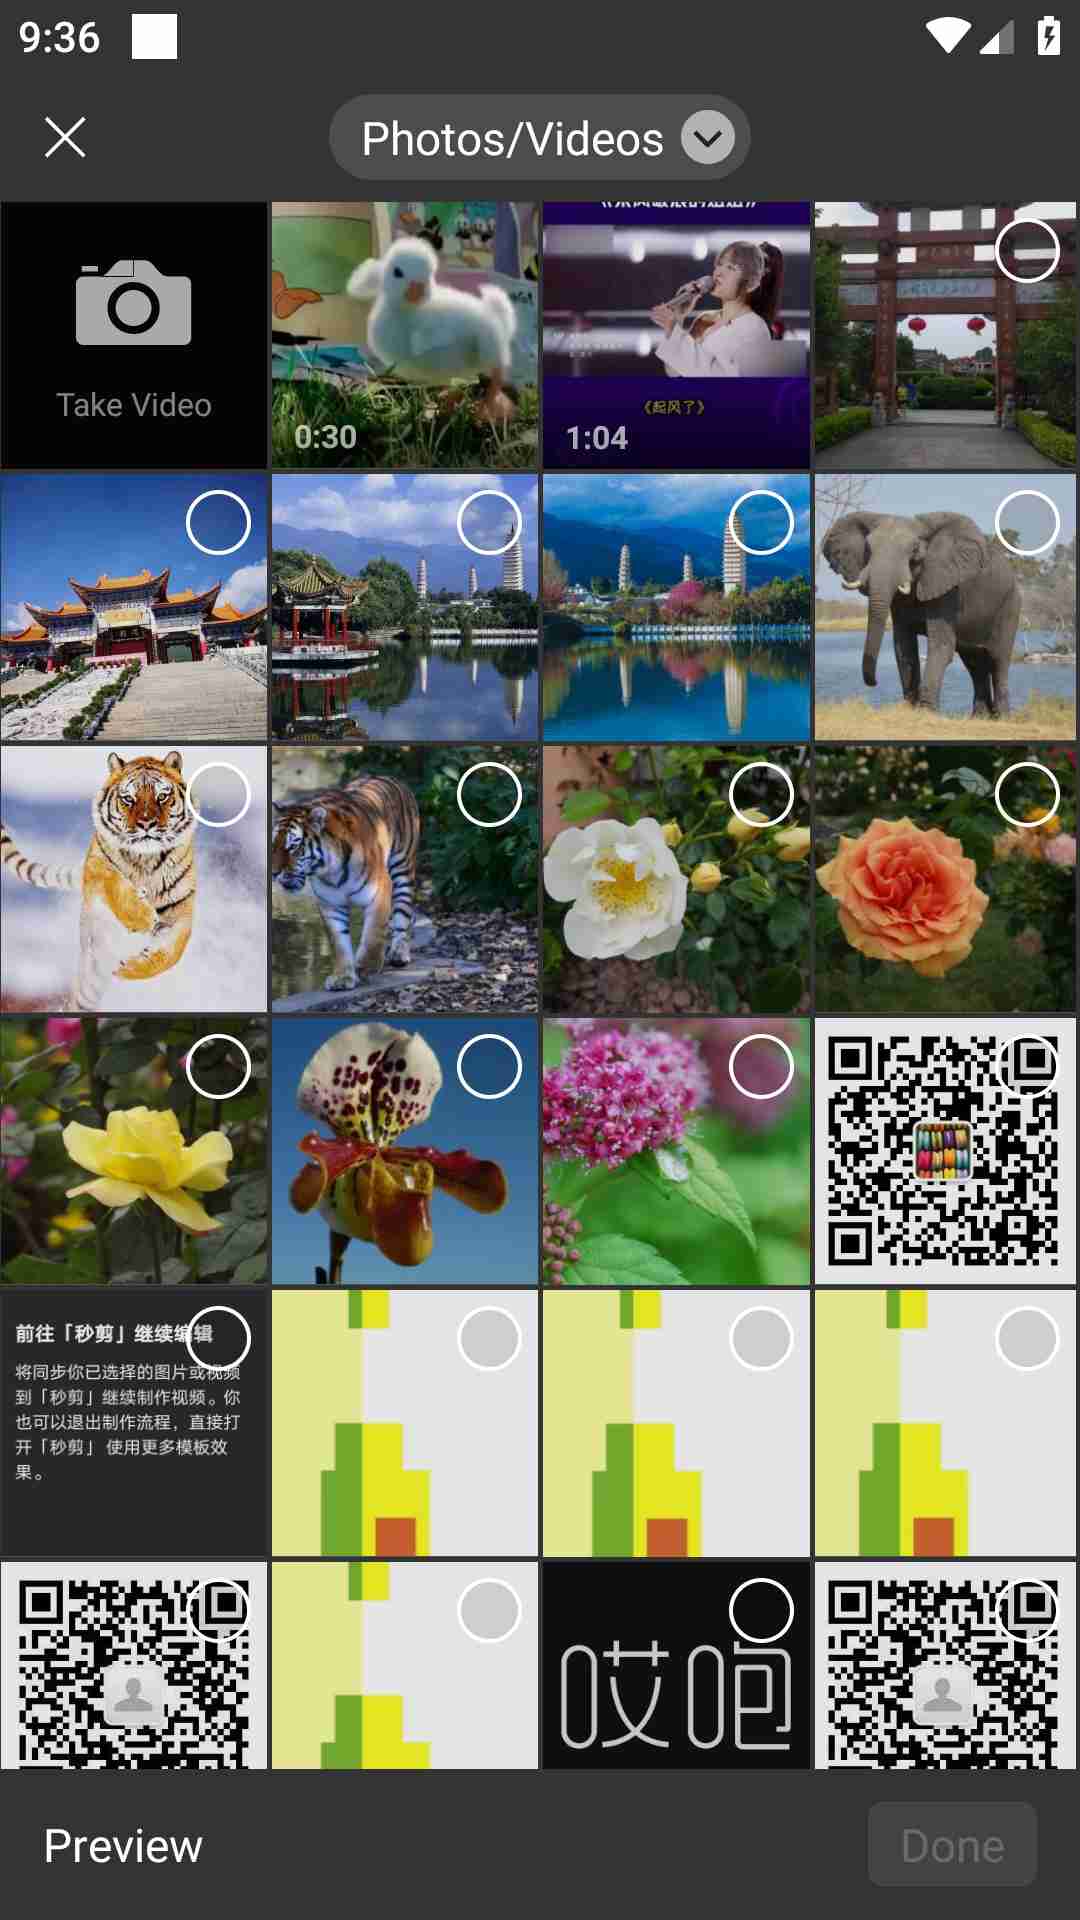 9:36
Photos/Videos
Take Video
0:30
《起风了》
1:04
前往「秒剪」继续编辑
将同步你已选择的图片或视频
到「秒剪」继续制作视频。你
也可以退出制作流程，直接打
开「秒剪」 使用更多模板效
果。
哎咆
Preview
Done